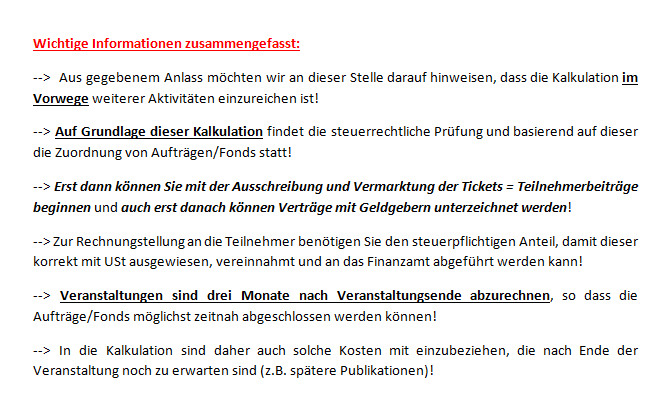 Wichtige Informationen zusammengefasst:
--> Aus gegebenem Anlass möchten wir an dieser Stelle darauf hinweisen, dass die Kalkulation im
Vorwege weiterer Aktivitäten einzureichen ist!
--> Auf Grundlage dieser Kalkulation findet die steuerrechtliche Prüfung und basierend auf dieser
die Zuordnung von Aufträgen/Fonds statt!
--> Erst dann können Sie mit der Ausschreibung und Vermarktung der Tickets = Teilnehmerbeiträge
beginnen und auch erst danach können Verträge mit Geldgebern unterzeichnet werden!
--> Zur Rechnungstellung an die Teilnehmer benötigen Sie den steuerpflichtigen Anteil, damit dieser
korrekt mit USt ausgewiesen, vereinnahmt und an das Finanzamt abgeführt werden kann!
--> Veranstaltungen sind drei Monate nach Veranstaltungsende abzurechnen, so dass die
Aufträge/Fonds möglichst zeitnah abgeschlossen werden können!
--> In die Kalkulation sind daher auch solche Kosten mit einzubeziehen, die nach Ende der
Veranstaltung noch zu erwarten sind (z.B. spätere Publikationen)!